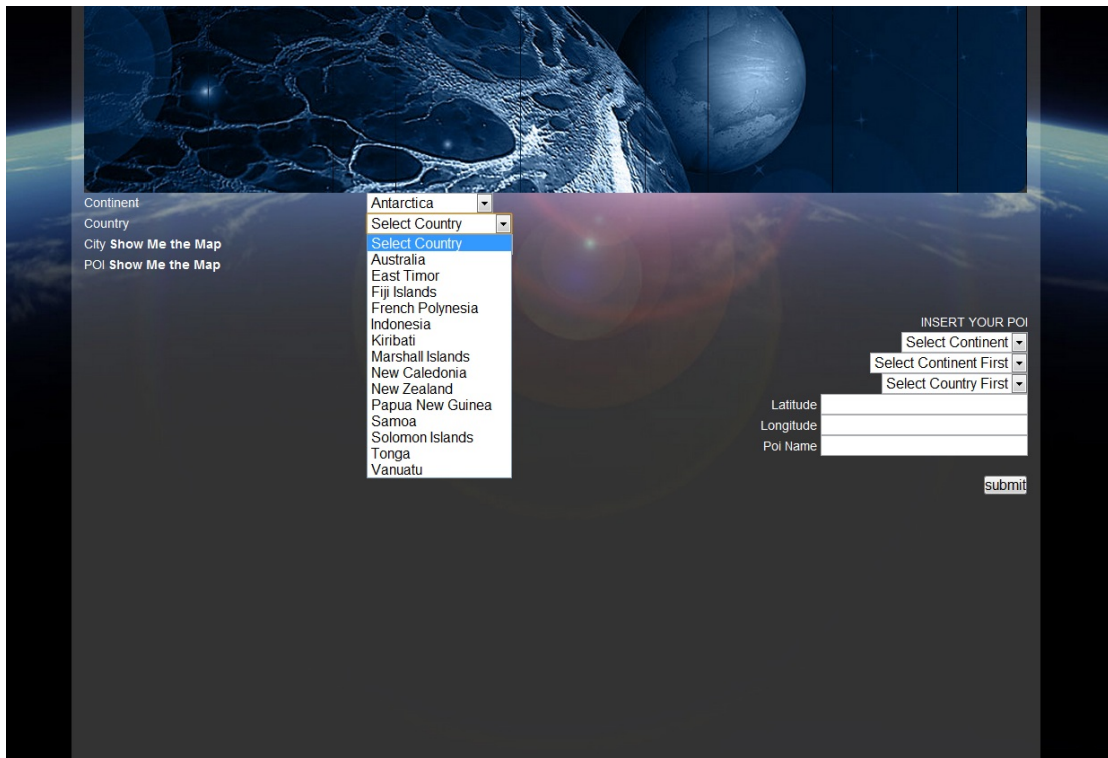 Continent Antarctica
Country Select Country
City Show Me the Map
POI Show Me the Map
Select Country
Australia
East Timor
Fiji Islands
French Polynesia
Indonesia
Kiribati
Marshall Islands
New Caledonia
New Zealand
Papua New Guinea
Samoa
Solomon Islands
Tonga
Vanuatu
INSERT YOUR POI
Select Continent
Select Continent First
Select Country First
Latitude
Longitude
Poi Name
submit